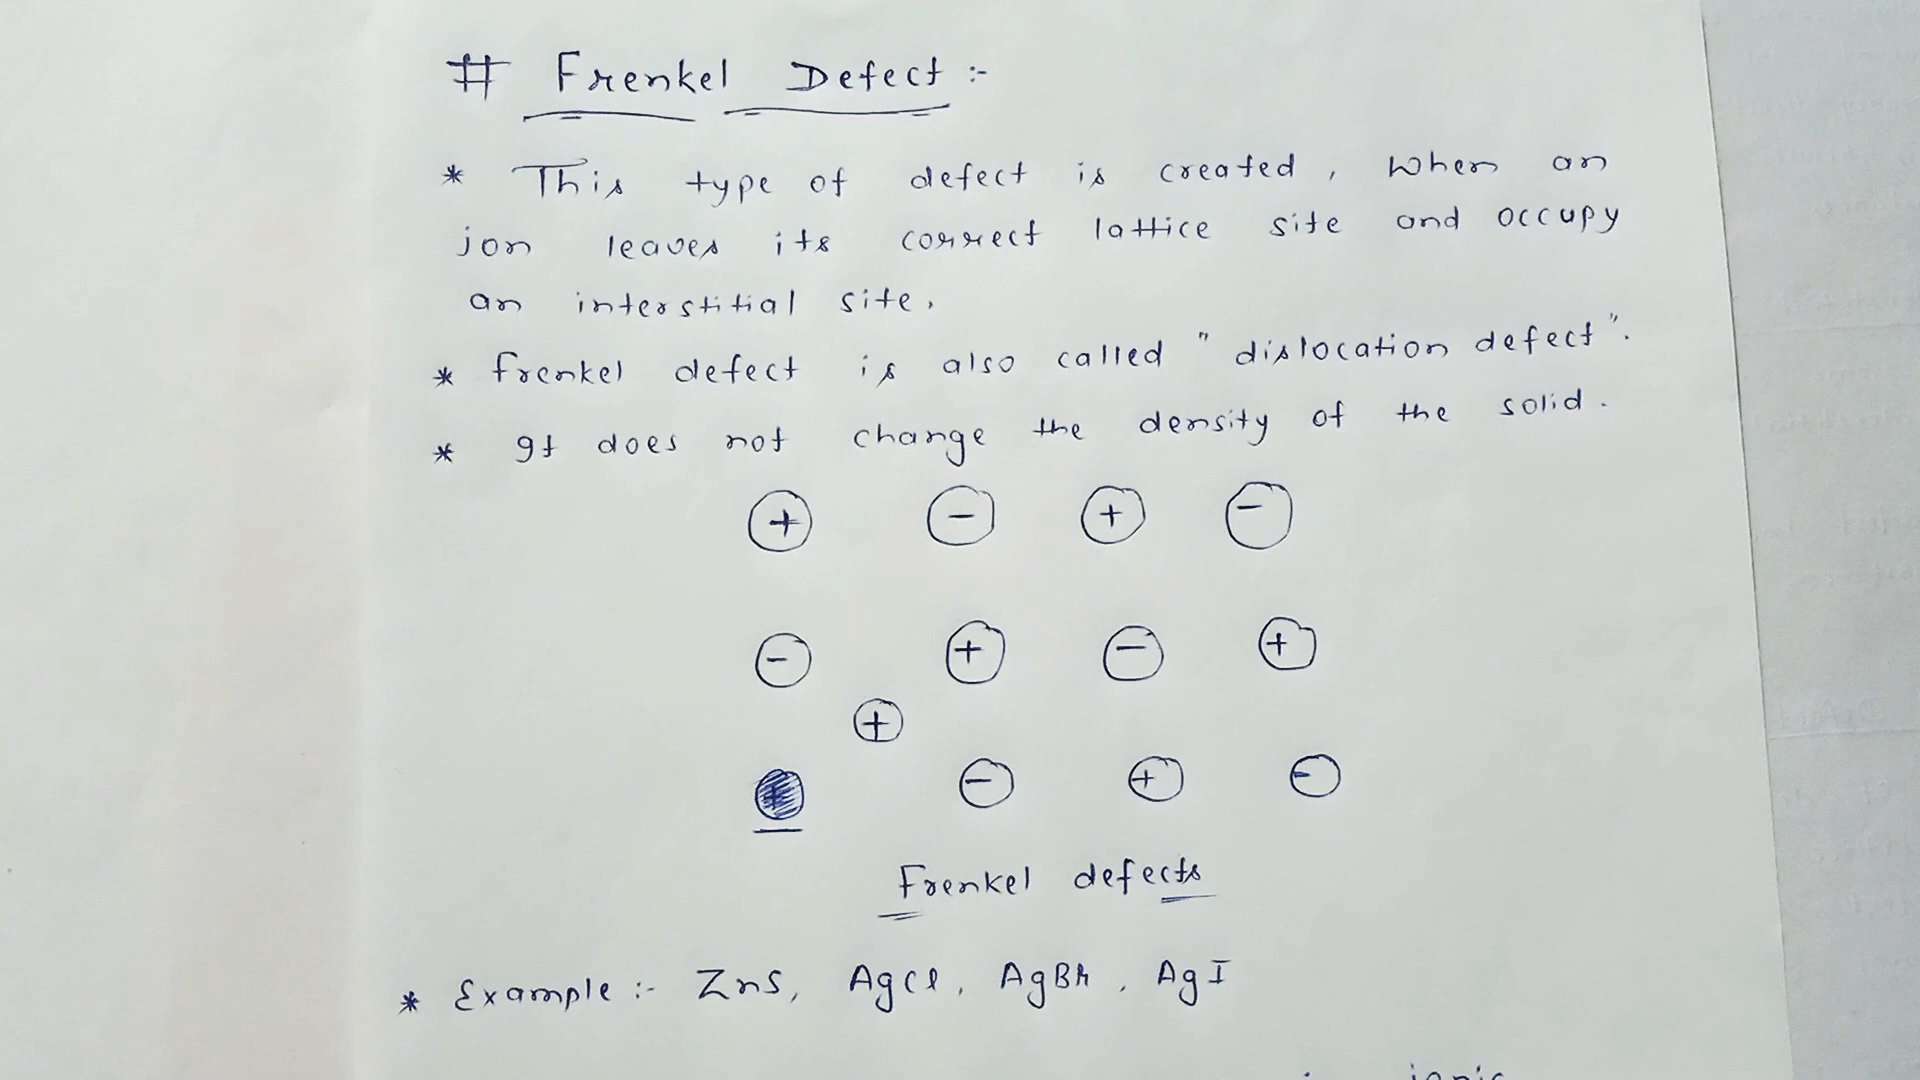 # Frenkel Defect :-
* This type of defect is created, when an
ion leaves its correct lattice site and occupy
an interstitial site.
* frenkel defect is also called "dislocation defect".
* It does not change the density of the solid.
+ - + -
- + - +
+
+ - + -
Frenkel defects
* Example :- ZnS, AgCl, AgBr, AgI
ionic